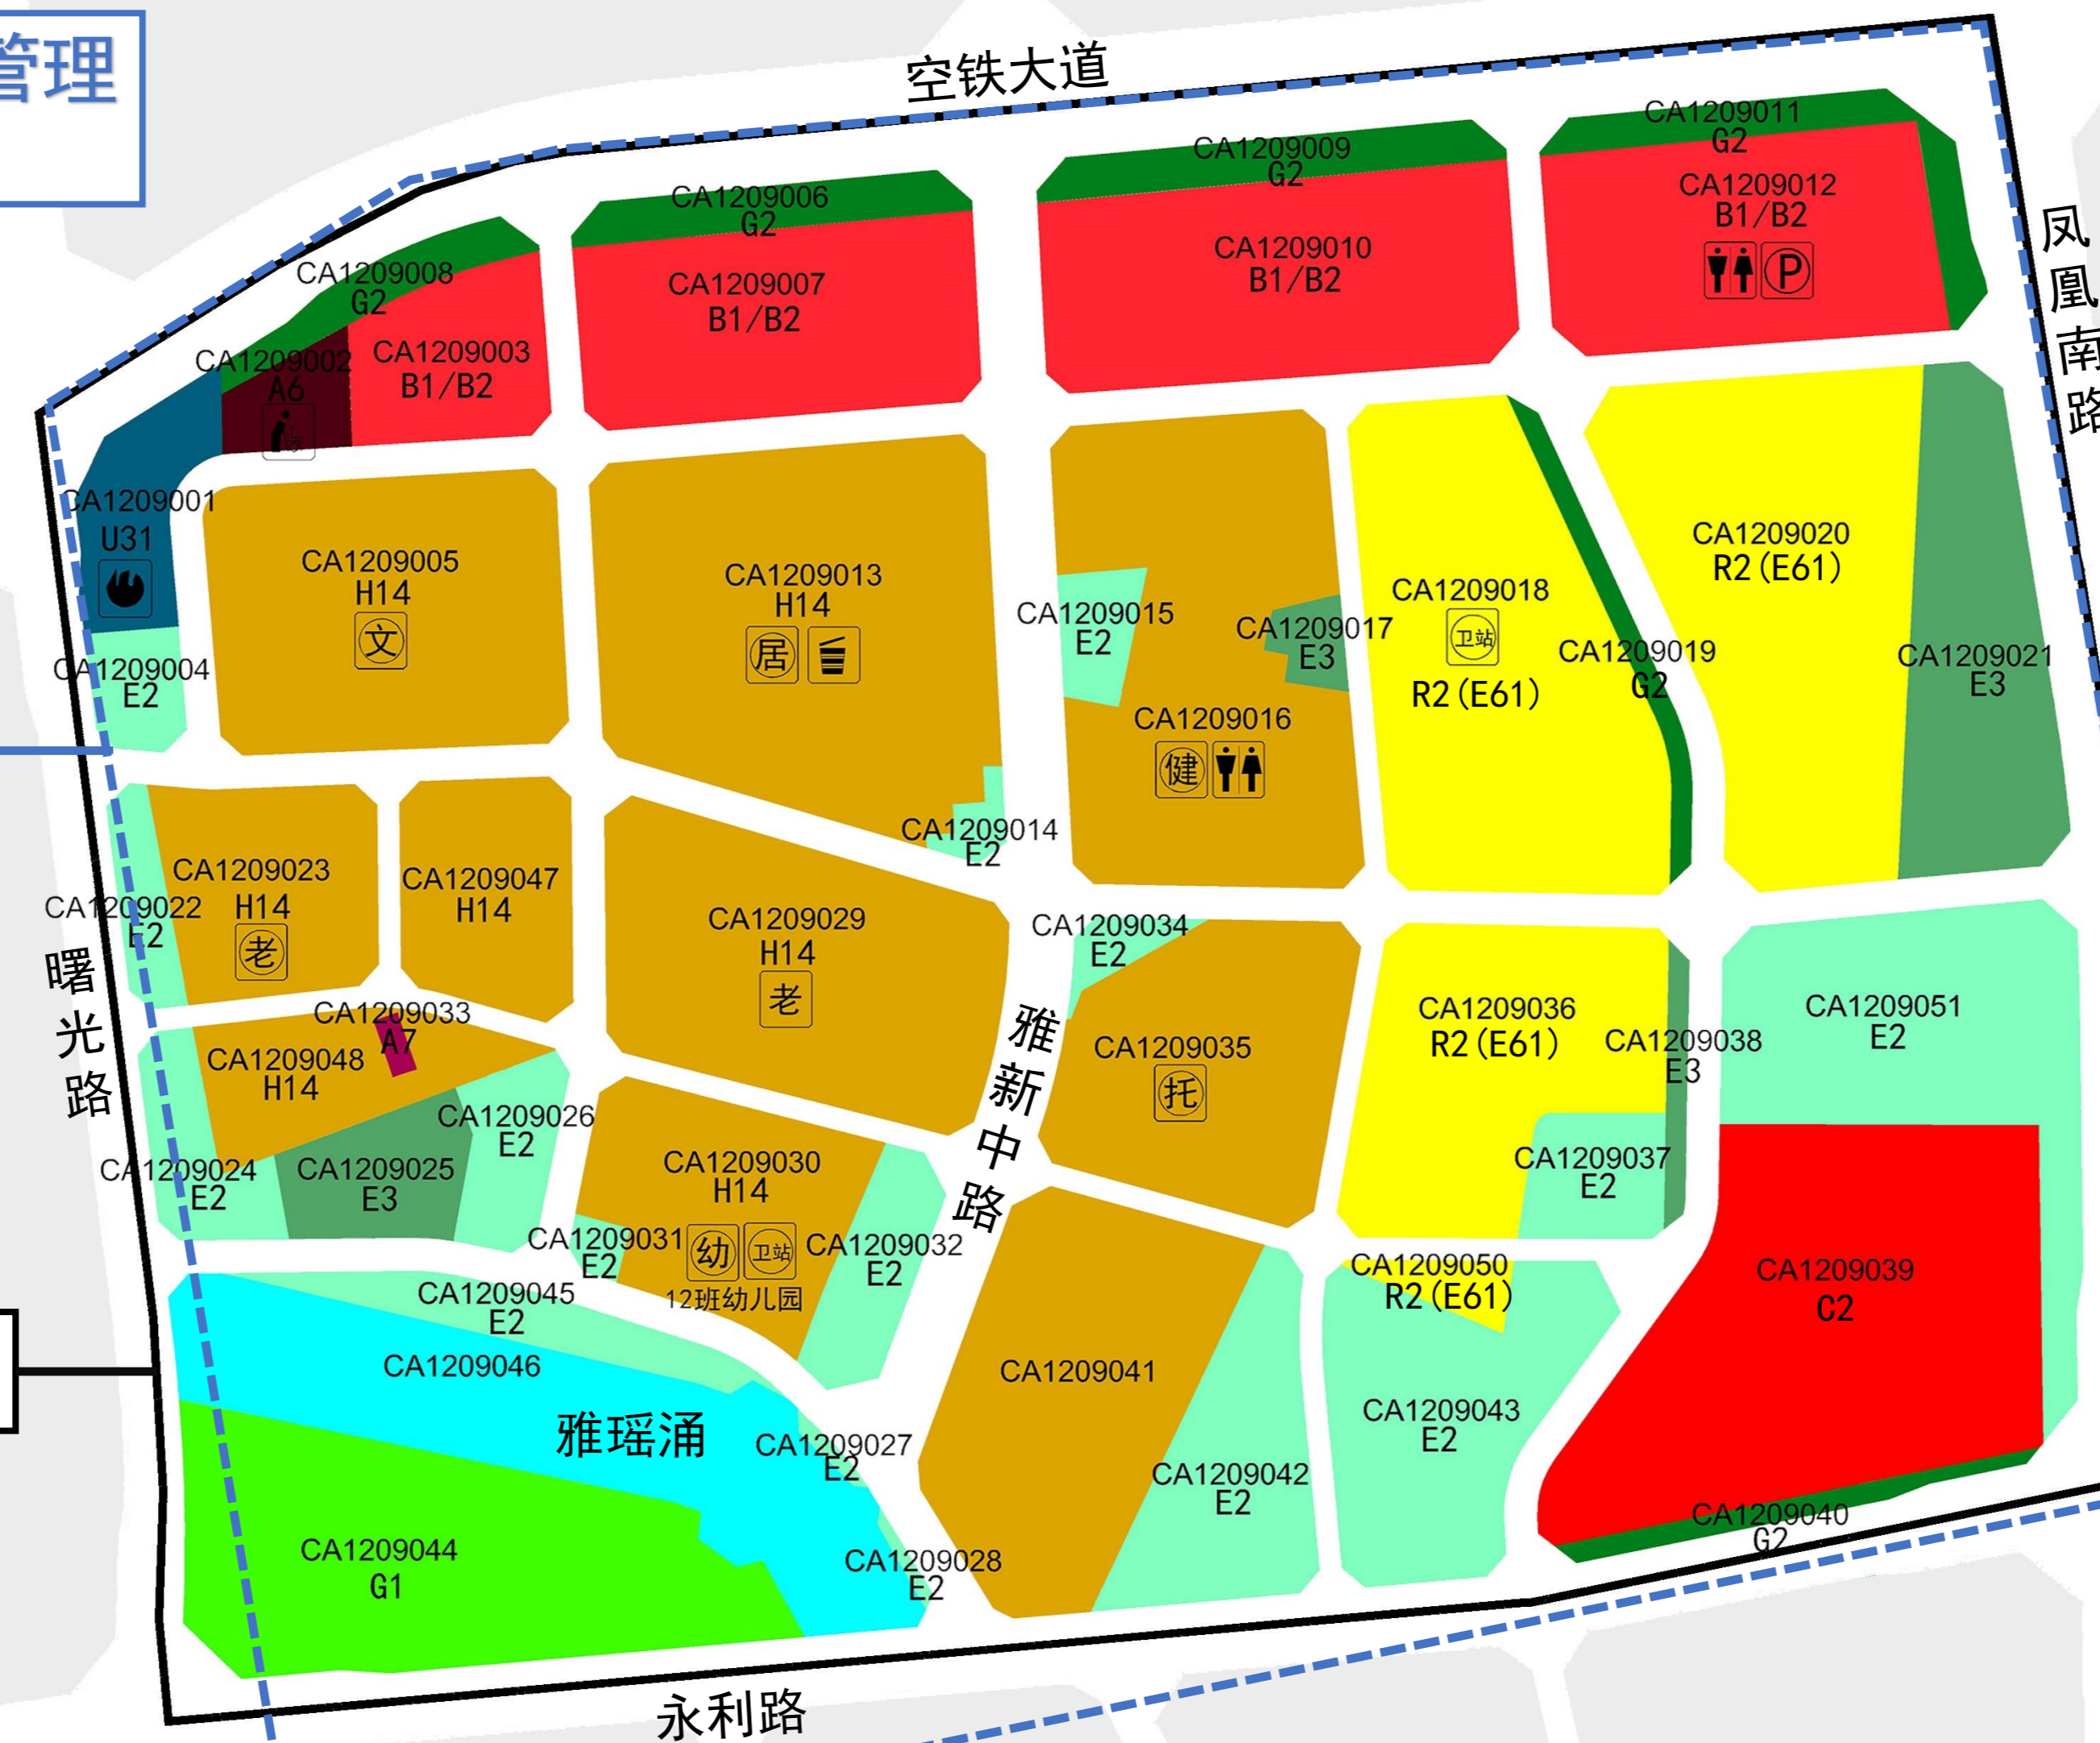 管理
空铁大道
凤凰南路
CA1209011
G2
CA1209009
G2
CA1209012
B1/B2
P
CA1209006
G2
CA1209010
B1/B2
CA1209008
G2
CA1209007
B1/B2
CA1209002
A6
CA1209003
B1/B2
CA1209001
U31
CA1209005
H14
文
CA1209013
H14
居
CA1209015
E2
CA1209017
E3
CA1209018
卫站
R2(E61)
CA1209020
R2(E61)
CA1209019
G2
CA1209021
E3
CA1209004
E2
CA1209016
健
CA1209014
E2
CA1209023
H14
老
CA1209047
H14
CA1209022
E2
CA1209029
H14
老
CA1209034
E2
曙光路
雅新中路
CA1209033
A7
CA1209048
H14
CA1209035
托
CA1209036
R2(E61)
CA1209038
E3
CA1209051
E2
CA1209026
E2
CA1209024
E2
CA1209025
E3
CA1209030
H14
幼
卫站
12班幼儿园
CA1209031
E2
CA1209032
E2
CA1209037
E2
CA1209050
R2(E61)
CA1209039
C2
CA1209045
E2
CA1209046
雅瑶涌
CA1209041
CA1209043
E2
CA1209027
E2
CA1209042
E2
CA1209040
G2
CA1209044
G1
CA1209028
E2
永利路